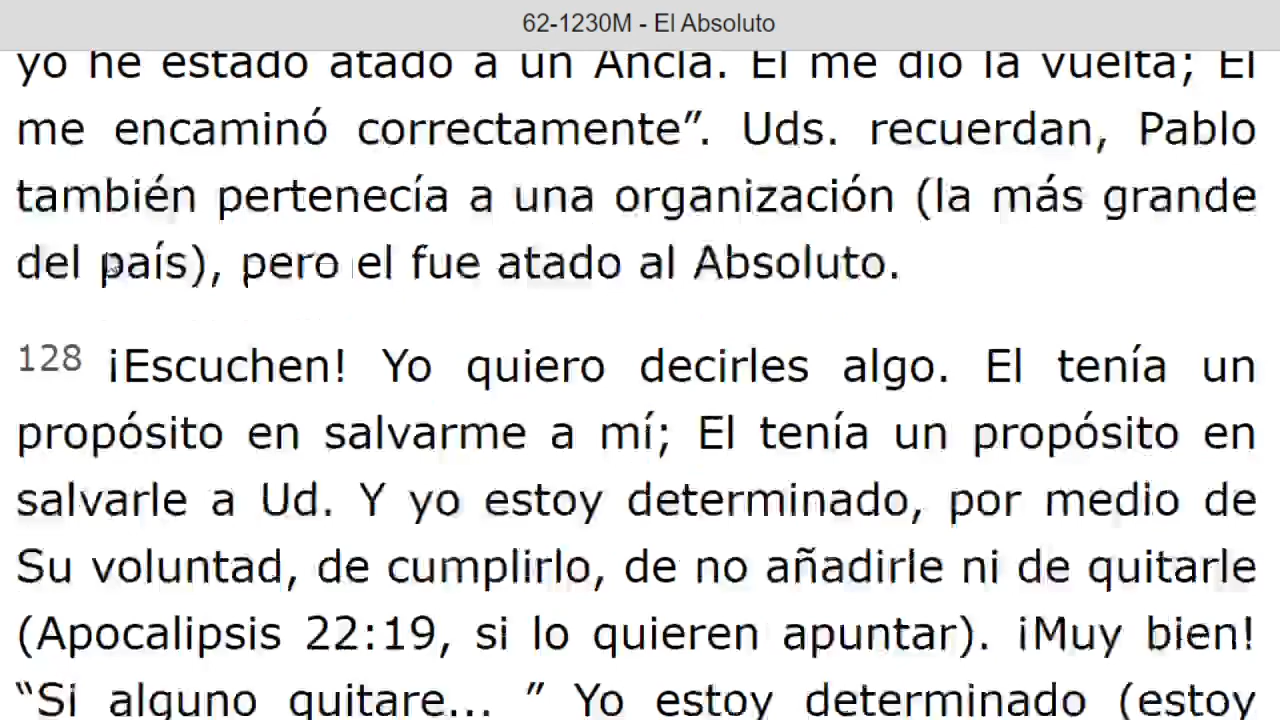 62-1230M - El Absoluto
yo he estado atado a un Ancla. El me dio la vuelta; El
me encaminó correctamente”. Uds. recuerdan, Pablo
también pertenecía a una organización (la más grande
del país), pero el fue atado al Absoluto.
128 ¡Escuchen! Yo quiero decirles algo. El tenía un
propósito en salvarme a mí; El tenía un propósito en
salvarle a Ud. Y yo estoy determinado, por medio de
Su voluntad, de cumplirlo, de no añadirle ni de quitarle
(Apocalipsis 22:19, si lo quieren apuntar). ¡Muy bien!
“Si alguno quitare... ” Yo estoy determinado (estoy